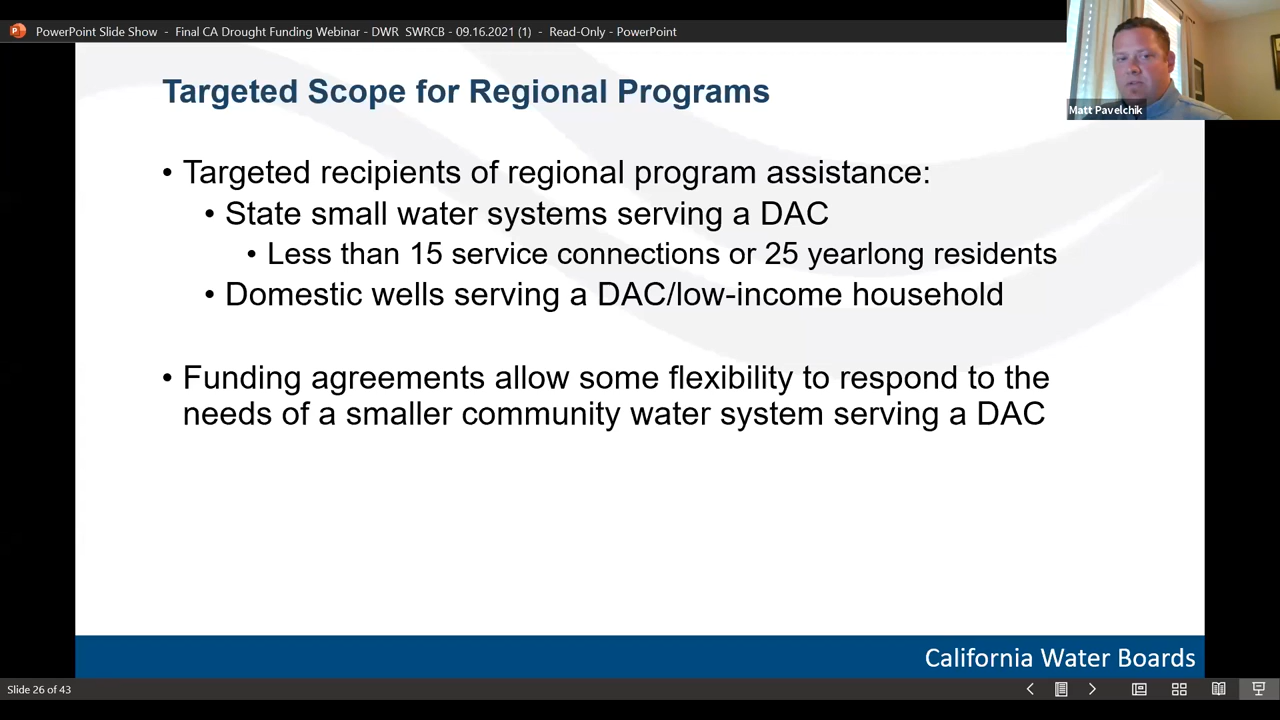 PowerPoint Slide Show - Final CA Drought Funding Webinar - DWR SWRCB - 09.16.2021 (1) - Read-Only - PowerPoint
Matt Pavelchik
Targeted Scope for Regional Programs
• Targeted recipients of regional program assistance:
• State small water systems serving a DAC
• Less than 15 service connections or 25 yearlong residents
• Domestic wells serving a DAC/low-income household
• Funding agreements allow some flexibility to respond to the
needs of a smaller community water system serving a DAC
California Water Boards
Slide 26 of 43